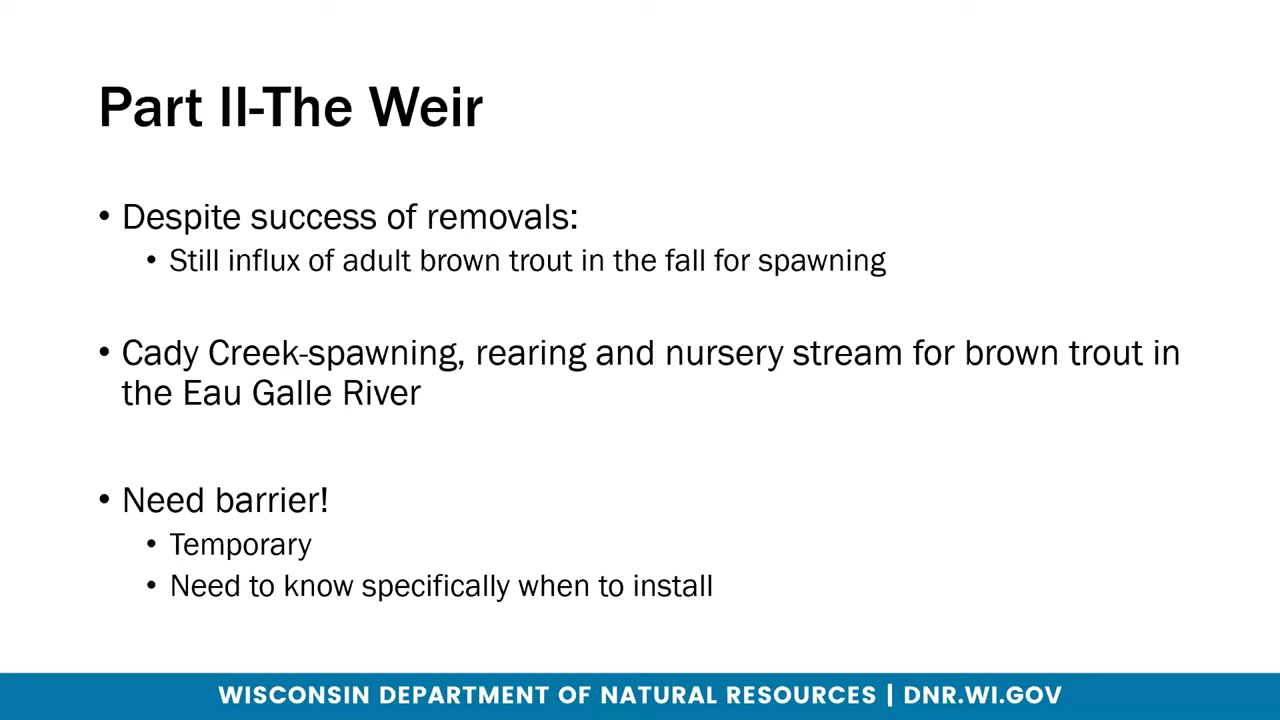 Part II-The Weir
• Despite success of removals:
• Still influx of adult brown trout in the fall for spawning
• Cady Creek-spawning, rearing and nursery stream for brown trout in
the Eau Galle River
• Need barrier!
• Temporary
• Need to know specifically when to install
WISCONSIN DEPARTMENT OF NATURAL RESOURCES | DNR.WI.GOV